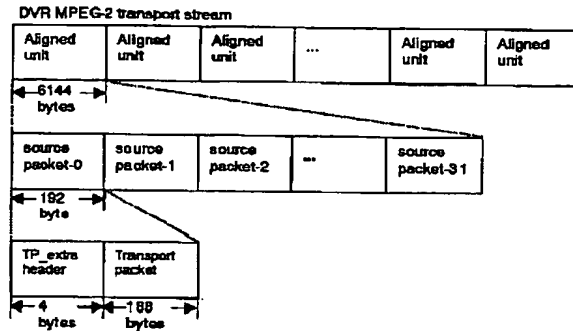 DVR MPEG-2 transport stream
Aligned unit
Aligned unit
Aligned unit
...
Aligned unit
Aligned unit
6144 bytes
source packet-0
source packet-1
source packet-2
...
source packet-31
192 byte
TP_extra header
Transport packet
4 bytes
188 bytes